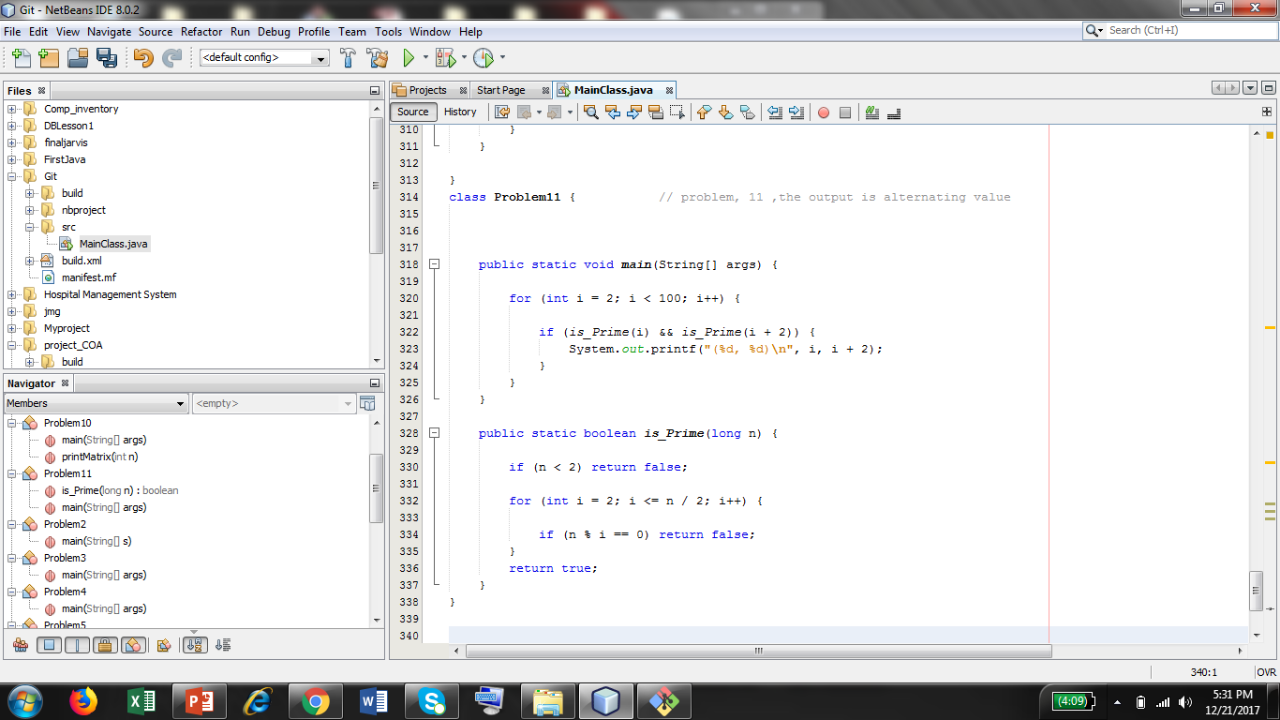 Git - NetBeans IDE 8.0.2
File Edit View Navigate Source Refactor Run Debug Profile Team Tools Window Help
Search (Ctrl+I)
<default config>
Files
Comp_inventory
DBLesson1
finaljarvis
FirstJava
Git
build
nbproject
src
MainClass.java
build.xml
manifest.mf
Hospital Management System
jmg
Myproject
project_COA
build
Navigator
Members
<empty>
Problem10
main(String[] args)
printMatrix(int n)
Problem11
is_Prime(long n) : boolean
main(String[] args)
Problem2
main(String[] s)
Problem3
main(String[] args)
Problem4
main(String[] args)
Problem5
Projects Start Page MainClass.java
Source History
310 }
311 }
312
313 }
314 class Problem11 { // problem, 11 ,the output is alternating value
315
316
317
318 public static void main(String[] args) {
319
320 for (int i = 2; i < 100; i++) {
321
322 if (is_Prime(i) && is_Prime(i + 2)) {
323 System.out.printf("(%d, %d)\n", i, i + 2);
324 }
325 }
326 }
327
328 public static boolean is_Prime(long n) {
329
330 if (n < 2) return false;
331
332 for (int i = 2; i <= n / 2; i++) {
333
334 if (n % i == 0) return false;
335 }
336 return true;
337 }
338 }
339
340
340:1 OVR
(4:09)
5:31 PM
12/21/2017